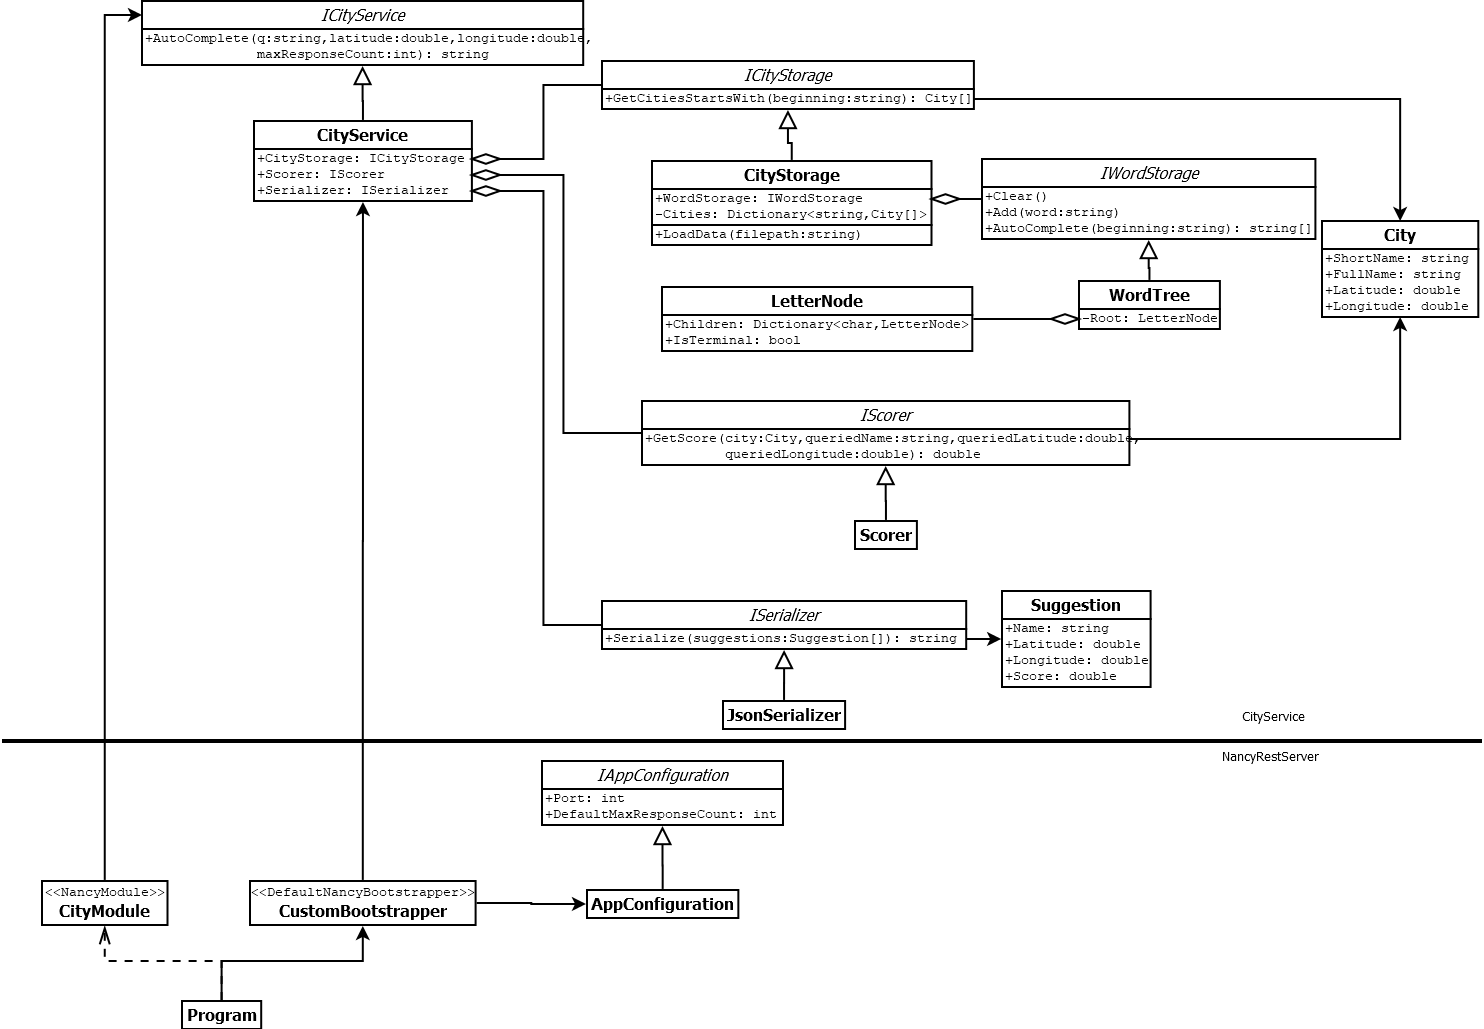 ICityService
+AutoComplete(q:string,latitude:double,longitude:double,
maxResponseCount:int): string
ICityStorage
+GetCitiesStartsWith(beginning:string): City[]
CityService
+CityStorage: ICityStorage
+Scorer: IScorer
+Serializer: ISerializer
CityStorage
+WordStorage: IWordStorage
-Cities: Dictionary<string,City[]>
+LoadData(filepath:string)
IWordStorage
+Clear()
+Add(word:string)
+AutoComplete(beginning:string): string[]
City
+ShortName: string
+FullName: string
+Latitude: double
+Longitude: double
LetterNode
+Children: Dictionary<char,LetterNode>
+IsTerminal: bool
WordTree
-Root: LetterNode
IScorer
+GetScore(city:City,queriedName:string,queriedLatitude:double,
queriedLongitude:double): double
Scorer
ISerializer
+Serialize(suggestions:Suggestion[]): string
Suggestion
+Name: string
+Latitude: double
+Longitude: double
+Score: double
JsonSerializer
CityService
NancyRestServer
IAppConfiguration
+Port: int
+DefaultMaxResponseCount: int
<<NancyModule>>
CityModule
<<DefaultNancyBootstrapper>>
CustomBootstrapper
AppConfiguration
Program